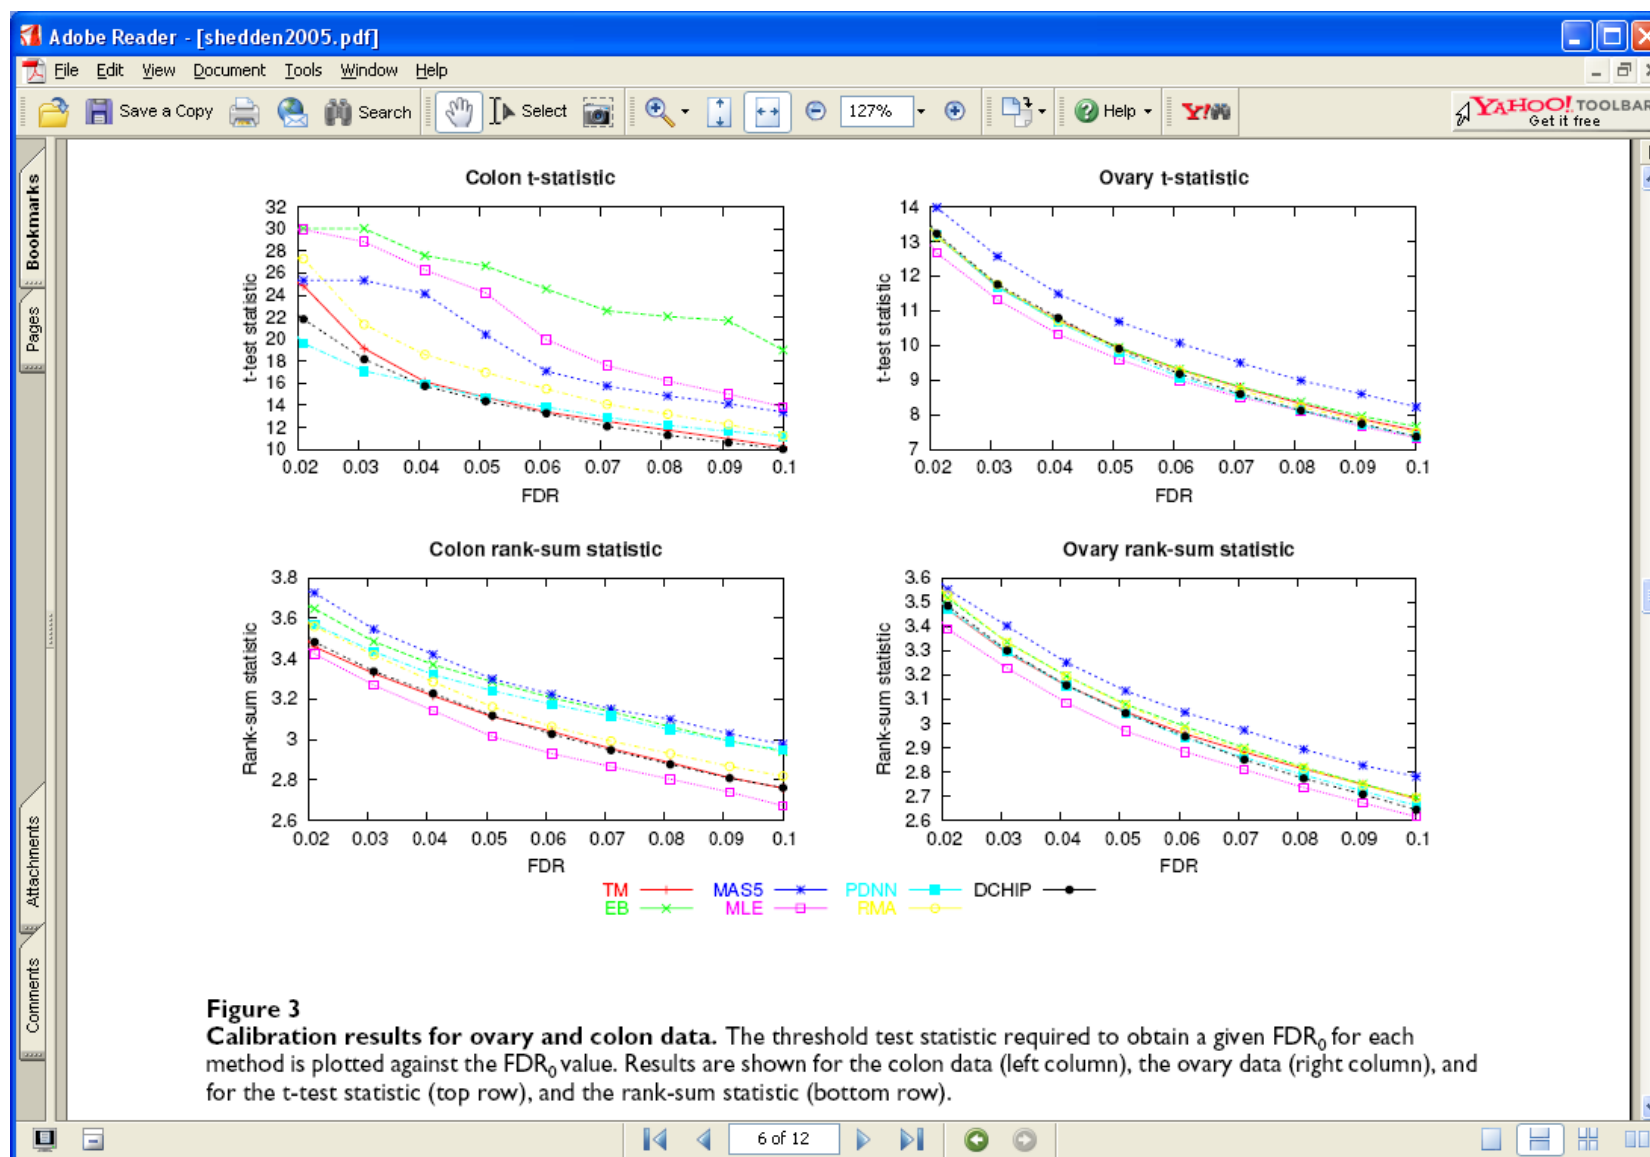 Adobe Reader - [shedden2005.pdf]
File Edit View Document Tools Window Help
Save a Copy Search Select 127% Help Y! YAHOO! TOOLBAR
Get it free
Bookmarks
Pages
Attachments
Comments
Colon t-statistic
t-test statistic
32
30
28
26
24
22
20
18
16
14
12
10
0.02 0.03 0.04 0.05 0.06 0.07 0.08 0.09 0.1
FDR
Ovary t-statistic
t-test statistic
14
13
12
11
10
9
8
7
0.02 0.03 0.04 0.05 0.06 0.07 0.08 0.09 0.1
FDR
Colon rank-sum statistic
Rank-sum statistic
3.8
3.6
3.4
3.2
3
2.8
2.6
0.02 0.03 0.04 0.05 0.06 0.07 0.08 0.09 0.1
FDR
Ovary rank-sum statistic
Rank-sum statistic
3.6
3.5
3.4
3.3
3.2
3.1
3
2.9
2.8
2.7
2.6
0.02 0.03 0.04 0.05 0.06 0.07 0.08 0.09 0.1
FDR
TM MAS5 PDNN DCHIP
EB MLE RMA
Figure 3
Calibration results for ovary and colon data. The threshold test statistic required to obtain a given FDR₀ for each
method is plotted against the FDR₀ value. Results are shown for the colon data (left column), the ovary data (right column), and
for the t-test statistic (top row), and the rank-sum statistic (bottom row).
6 of 12